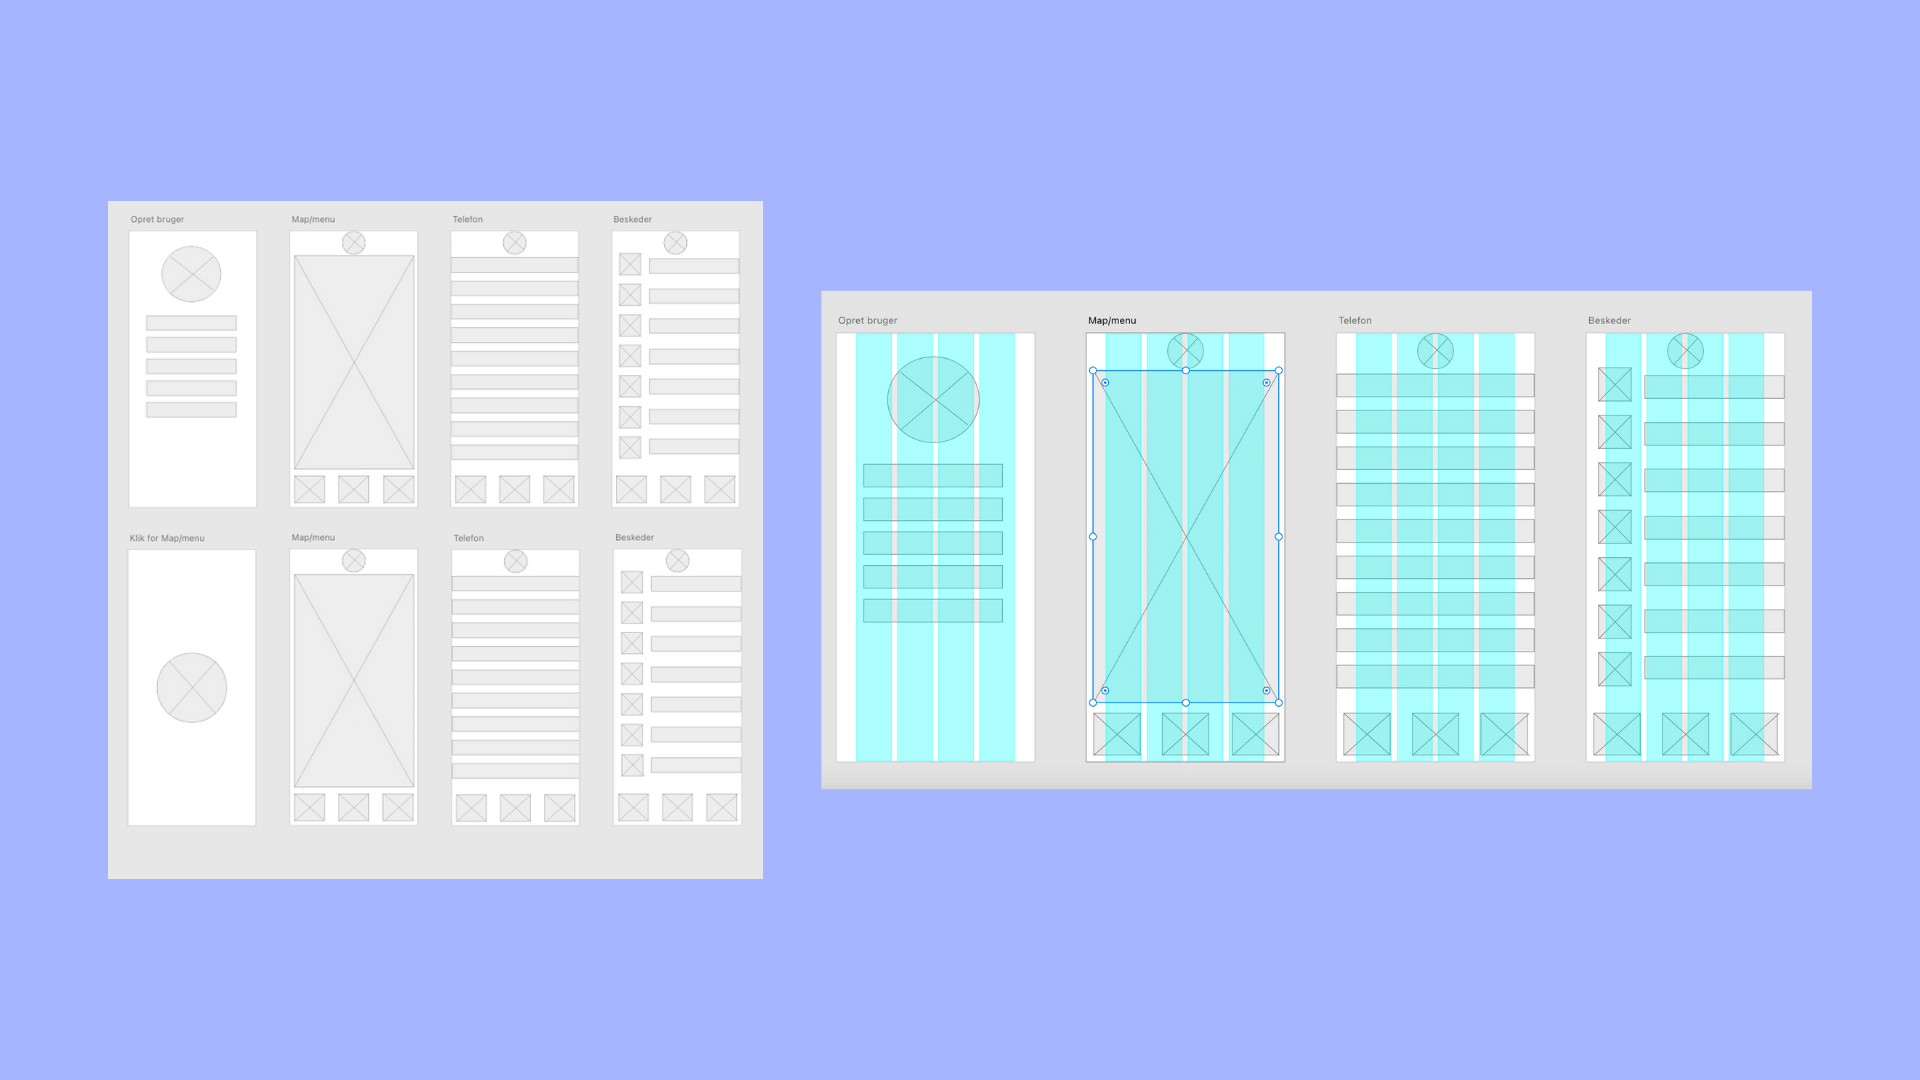 Opret bruger
Map/menu
Telefon
Beskeder
Klik for Map/menu
Map/menu
Telefon
Beskeder
Opret bruger
Map/menu
Telefon
Beskeder